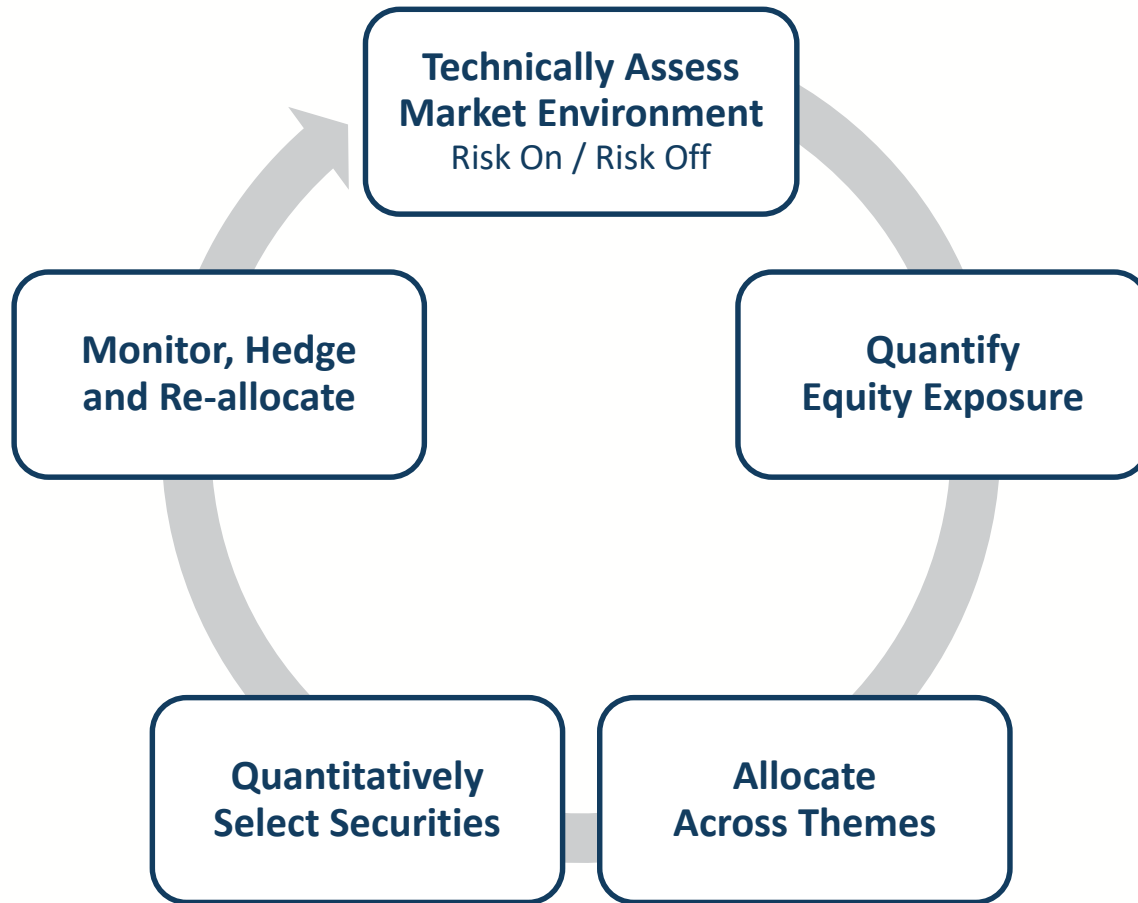 Technically Assess
Market Environment
Risk On / Risk Off
Quantify
Equity Exposure
Allocate
Across Themes
Quantitatively
Select Securities
Monitor, Hedge
and Re-allocate